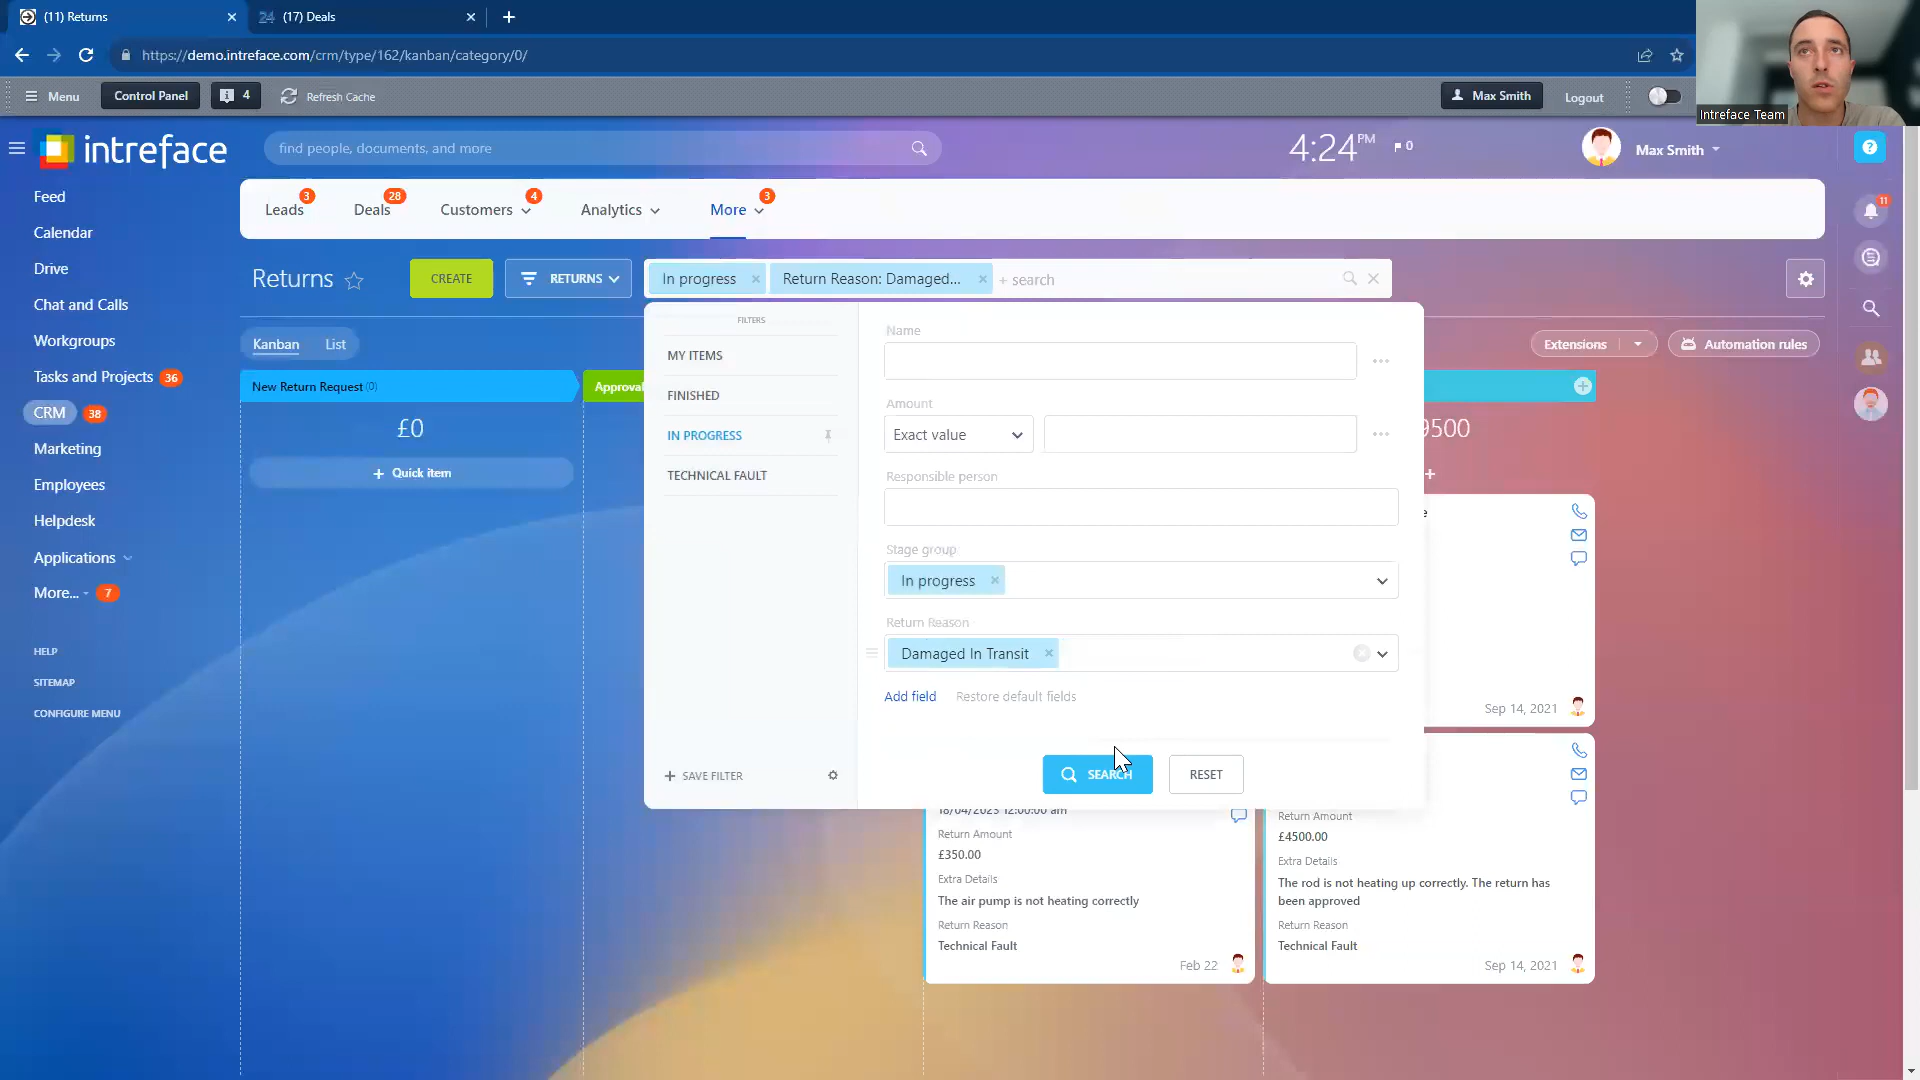 (11) Returns
24 (17) Deals
https://demo.intreface.com/crm/type/162/kanban/category/0/
Menu
Control Panel
4
Refresh Cache
Max Smith
Logout
Intreface Team
intreface
find people, documents, and more
4:24 PM
0
Max Smith
11
Feed
Calendar
Drive
Chat and Calls
Workgroups
Tasks and Projects 36
CRM 38
Marketing
Employees
Helpdesk
Applications
More... 7
HELP
SITEMAP
CONFIGURE MENU
Leads 3
Deals 28
Customers 4
Analytics
More 3
Returns
CREATE
RETURNS
In progress
Return Reason: Damaged...
+ search
Kanban
List
Extensions
Automation rules
New Return Request (0)
Approval
£0
+ Quick item
FILTERS
MY ITEMS
FINISHED
IN PROGRESS
TECHNICAL FAULT
+ SAVE FILTER
Name
Amount
Exact value
Responsible person
Stage group
In progress
Return Reason
Damaged In Transit
Add field
Restore default fields
SEARCH
RESET
9500
+
e
Sep 14, 2021
18/04/2023 12:00:00 am
Return Amount
£350.00
Extra Details
The air pump is not heating correctly
Return Reason
Technical Fault
Feb 22
Return Amount
£4500.00
Extra Details
The rod is not heating up correctly. The return has
been approved
Return Reason
Technical Fault
Sep 14, 2021